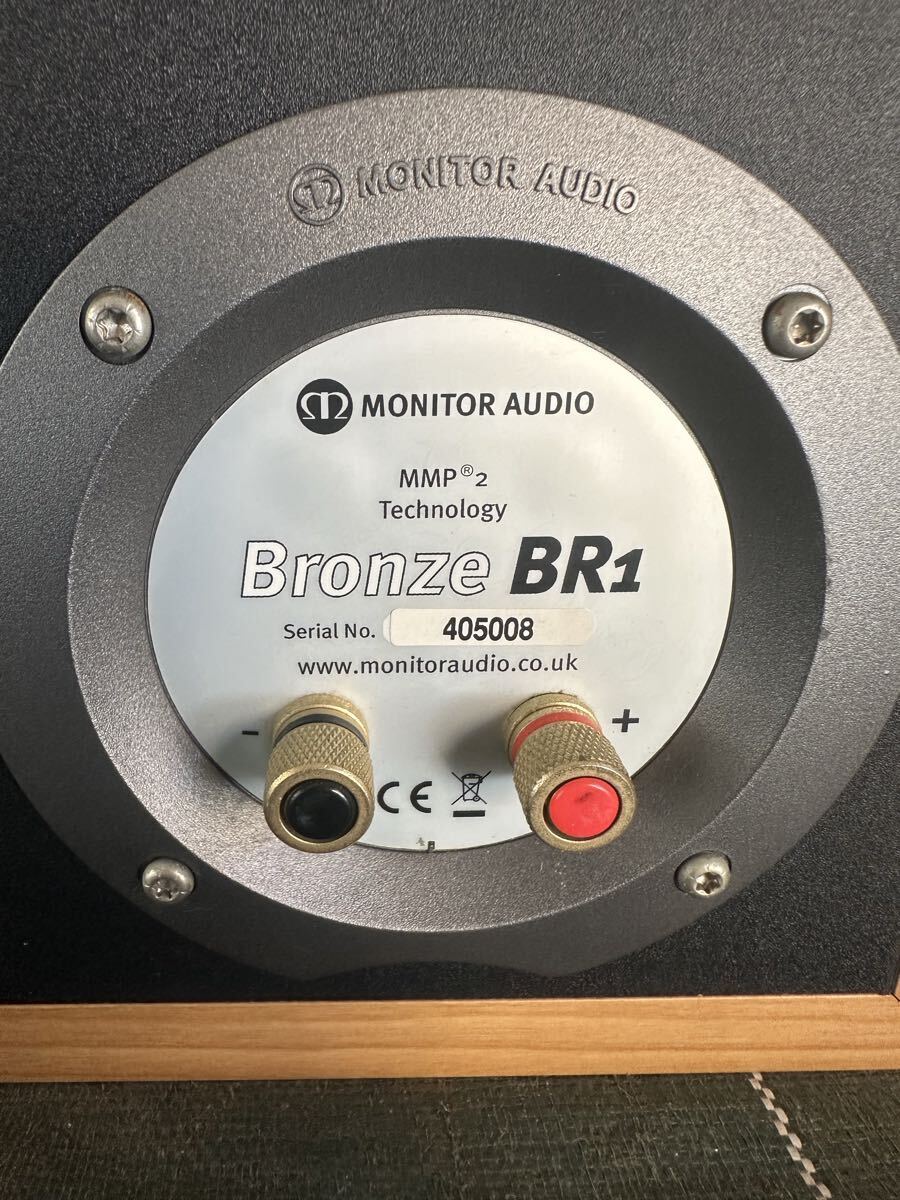 MONITOR AUDIO
MONITOR AUDIO
MMP®2
Technology
Bronze BR1
Serial No. 405008
www.monitoraudio.co.uk
- +
CE